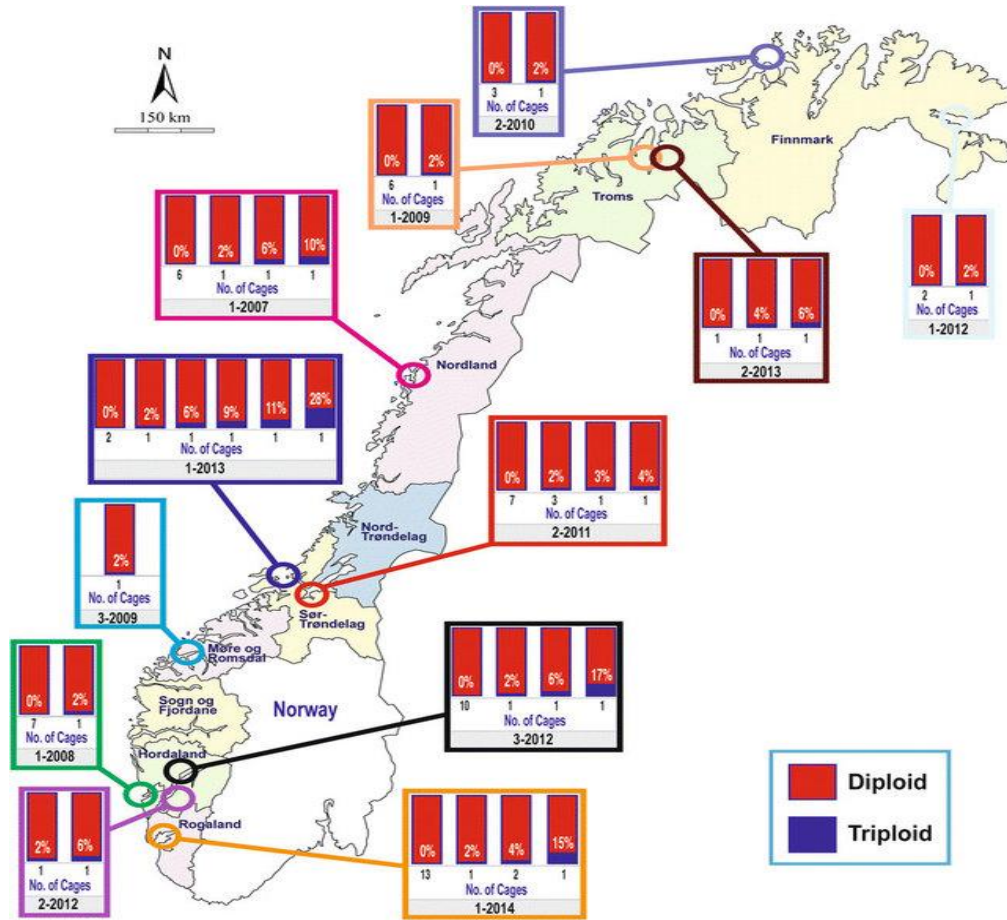 N
150 km
0% 2%
3 1
No. of Cages
2-2010
0% 2%
6 1
No. of Cages
1-2009
Finnmark
Troms
0% 2% 6% 10%
6 1 1 1
No. of Cages
1-2007
0% 2%
2 1
No. of Cages
1-2012
0% 4% 6%
1 1 1
No. of Cages
2-2013
Nordland
0% 2% 6% 9% 11% 28%
2 1 1 1 1 1
No. of Cages
1-2013
0% 2% 3% 4%
7 3 1 1
No. of Cages
2-2011
Nord-
Trøndelag
2%
1
No. of Cages
3-2009
Sør-
Trøndelag
Møre og
Romsdal
0% 2% 6% 17%
10 1 1 1
No. of Cages
3-2012
0% 2%
7 1
No. of Cages
1-2008
Sogn og
Fjordane
Norway
Hordaland
2% 6%
1 1
No. of Cages
2-2012
Rogaland
0% 2% 4% 15%
13 1 2 1
No. of Cages
1-2014
Diploid
Triploid